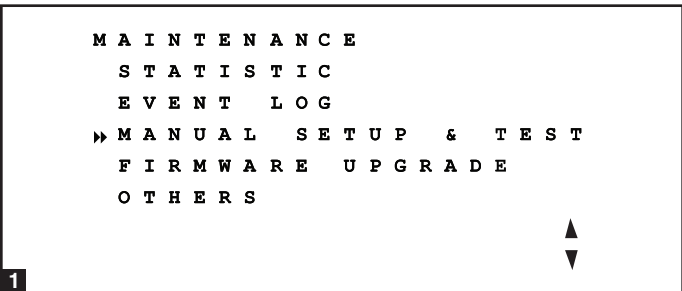 MAINTENANCE
STATISTIC
EVENT LOG
MANUAL SETUP & TEST
FIRMWARE UPGRADE
OTHERS
1